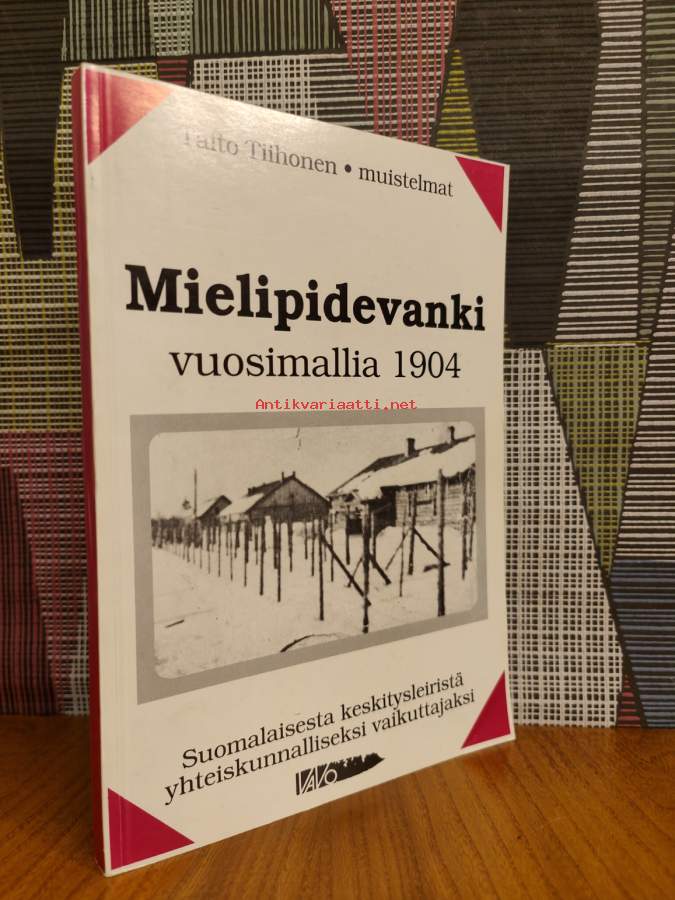 Taito Tiihonen • muistelmat
Mielipidevanki
vuosimallia 1904
Antikvariaatti.net
Suomalaisesta keskitysleiristä
yhteiskunnalliseksi vaikuttajaksi
VAVO